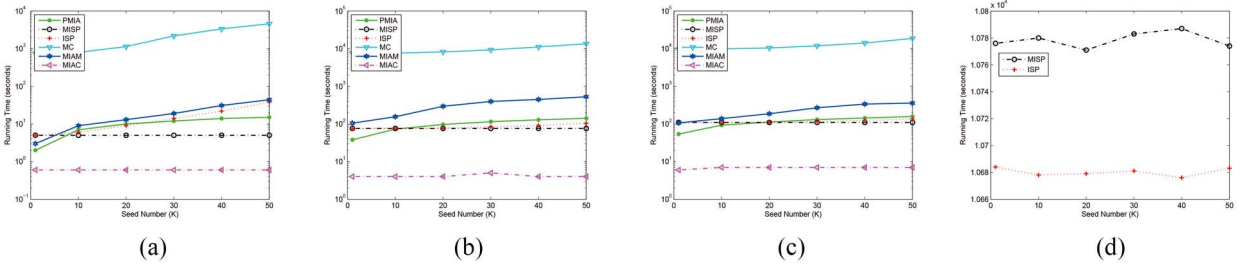 10^4
10^3
10^2
10^1
10^0
10^-1
Running Time (seconds)
PMIA
MISP
ISP
MC
MIAM
MIAC
0 10 20 30 40 50
Seed Number (K)
(a)
10^5
10^4
10^3
10^2
10^1
10^0
Running Time (seconds)
PMIA
MISP
ISP
MC
MIAM
MIAC
0 10 20 30 40 50
Seed Number (K)
(b)
10^5
10^4
10^3
10^2
10^1
10^0
Running Time (seconds)
PMIA
MISP
ISP
MC
MIAM
MIAC
0 10 20 30 40 50
Seed Number (K)
(c)
x 10^4
1.08
1.078
1.076
1.074
1.072
1.07
1.068
1.066
Running Time (seconds)
MISP
ISP
0 10 20 30 40 50
Seed Number (K)
(d)